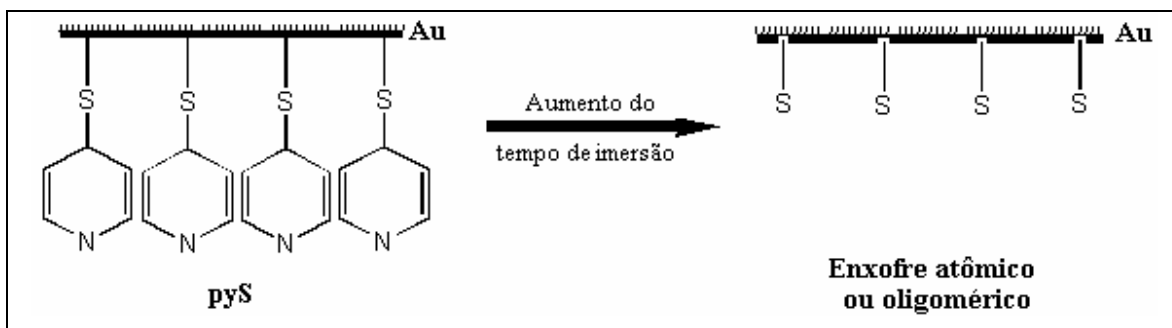 Au
S S S S
N N N N
pyS
Aumento do
tempo de imersão
Au
S S S S
Enxofre atômico
ou oligomérico